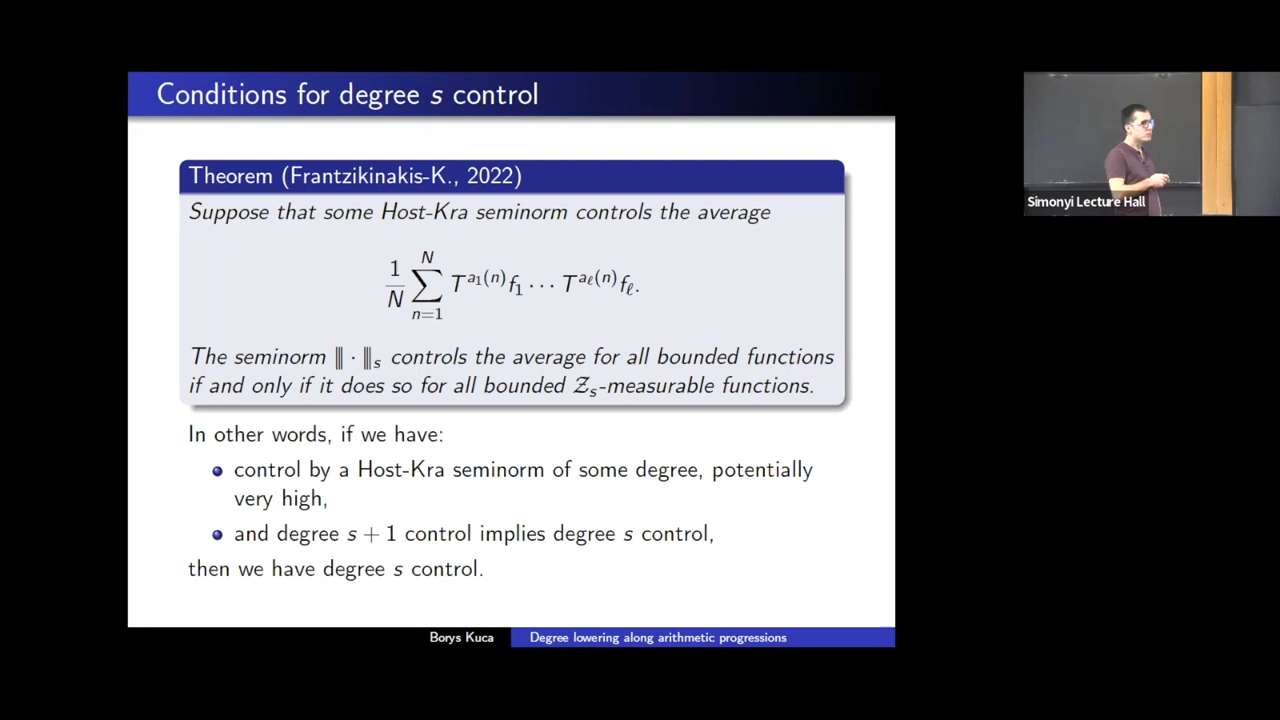 Conditions for degree s control
Theorem (Frantzikinakis-K., 2022)
Suppose that some Host-Kra seminorm controls the average
1/N ∑_{n=1}^{N} T^{a_1(n)} f_1 ⋯ T^{a_ℓ(n)} f_ℓ.
The seminorm ⦀ · ⦀_s controls the average for all bounded functions
if and only if it does so for all bounded 𝒵_s-measurable functions.
In other words, if we have:
control by a Host-Kra seminorm of some degree, potentially
very high,
and degree s + 1 control implies degree s control,
then we have degree s control.
Borys Kuca
Degree lowering along arithmetic progressions
Simonyi Lecture Hall